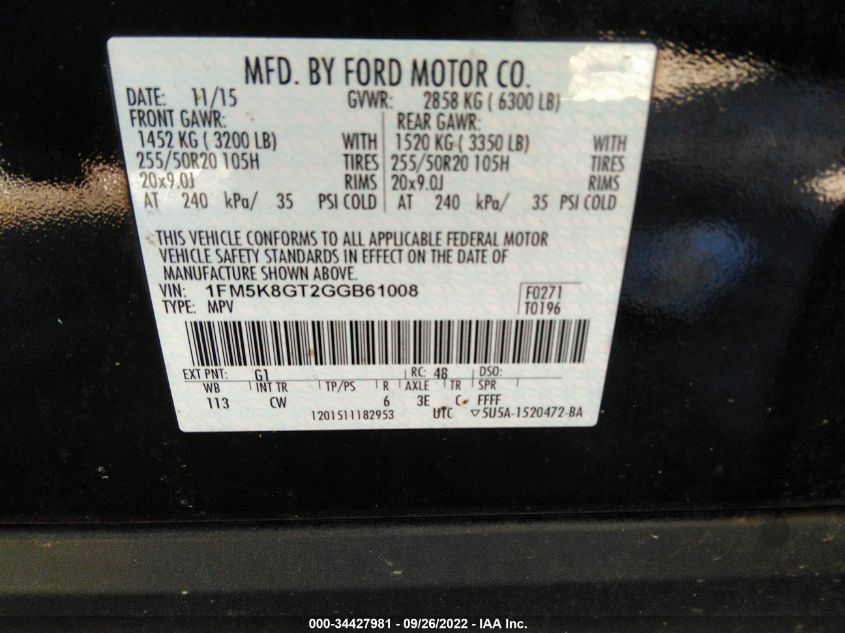 MFD. BY FORD MOTOR CO.
DATE: 11/15 GVWR: 2858 KG ( 6300 LB)
FRONT GAWR: REAR GAWR:
1452 KG ( 3200 LB) WITH 1520 KG ( 3350 LB) WITH
255/50R20 105H TIRES 255/50R20 105H TIRES
20x9.0J RIMS 20x9.0J RIMS
AT 240 kPa/ 35 PSI COLD AT 240 kPa/ 35 PSI COLD
THIS VEHICLE CONFORMS TO ALL APPLICABLE FEDERAL MOTOR
VEHICLE SAFETY STANDARDS IN EFFECT ON THE DATE OF
MANUFACTURE SHOWN ABOVE.
VIN: 1FM5K8GT2GGB61008 F0271
TYPE: MPV T0196
EXT PNT: G1 RC: 48 DSO:
WB INT TR TP/PS R AXLE TR SPR
113 CW 6 3E C FFFF
1201511182953 UTC ▽5U5A-1520472-BA
000-34427981 - 09/26/2022 - IAA Inc.